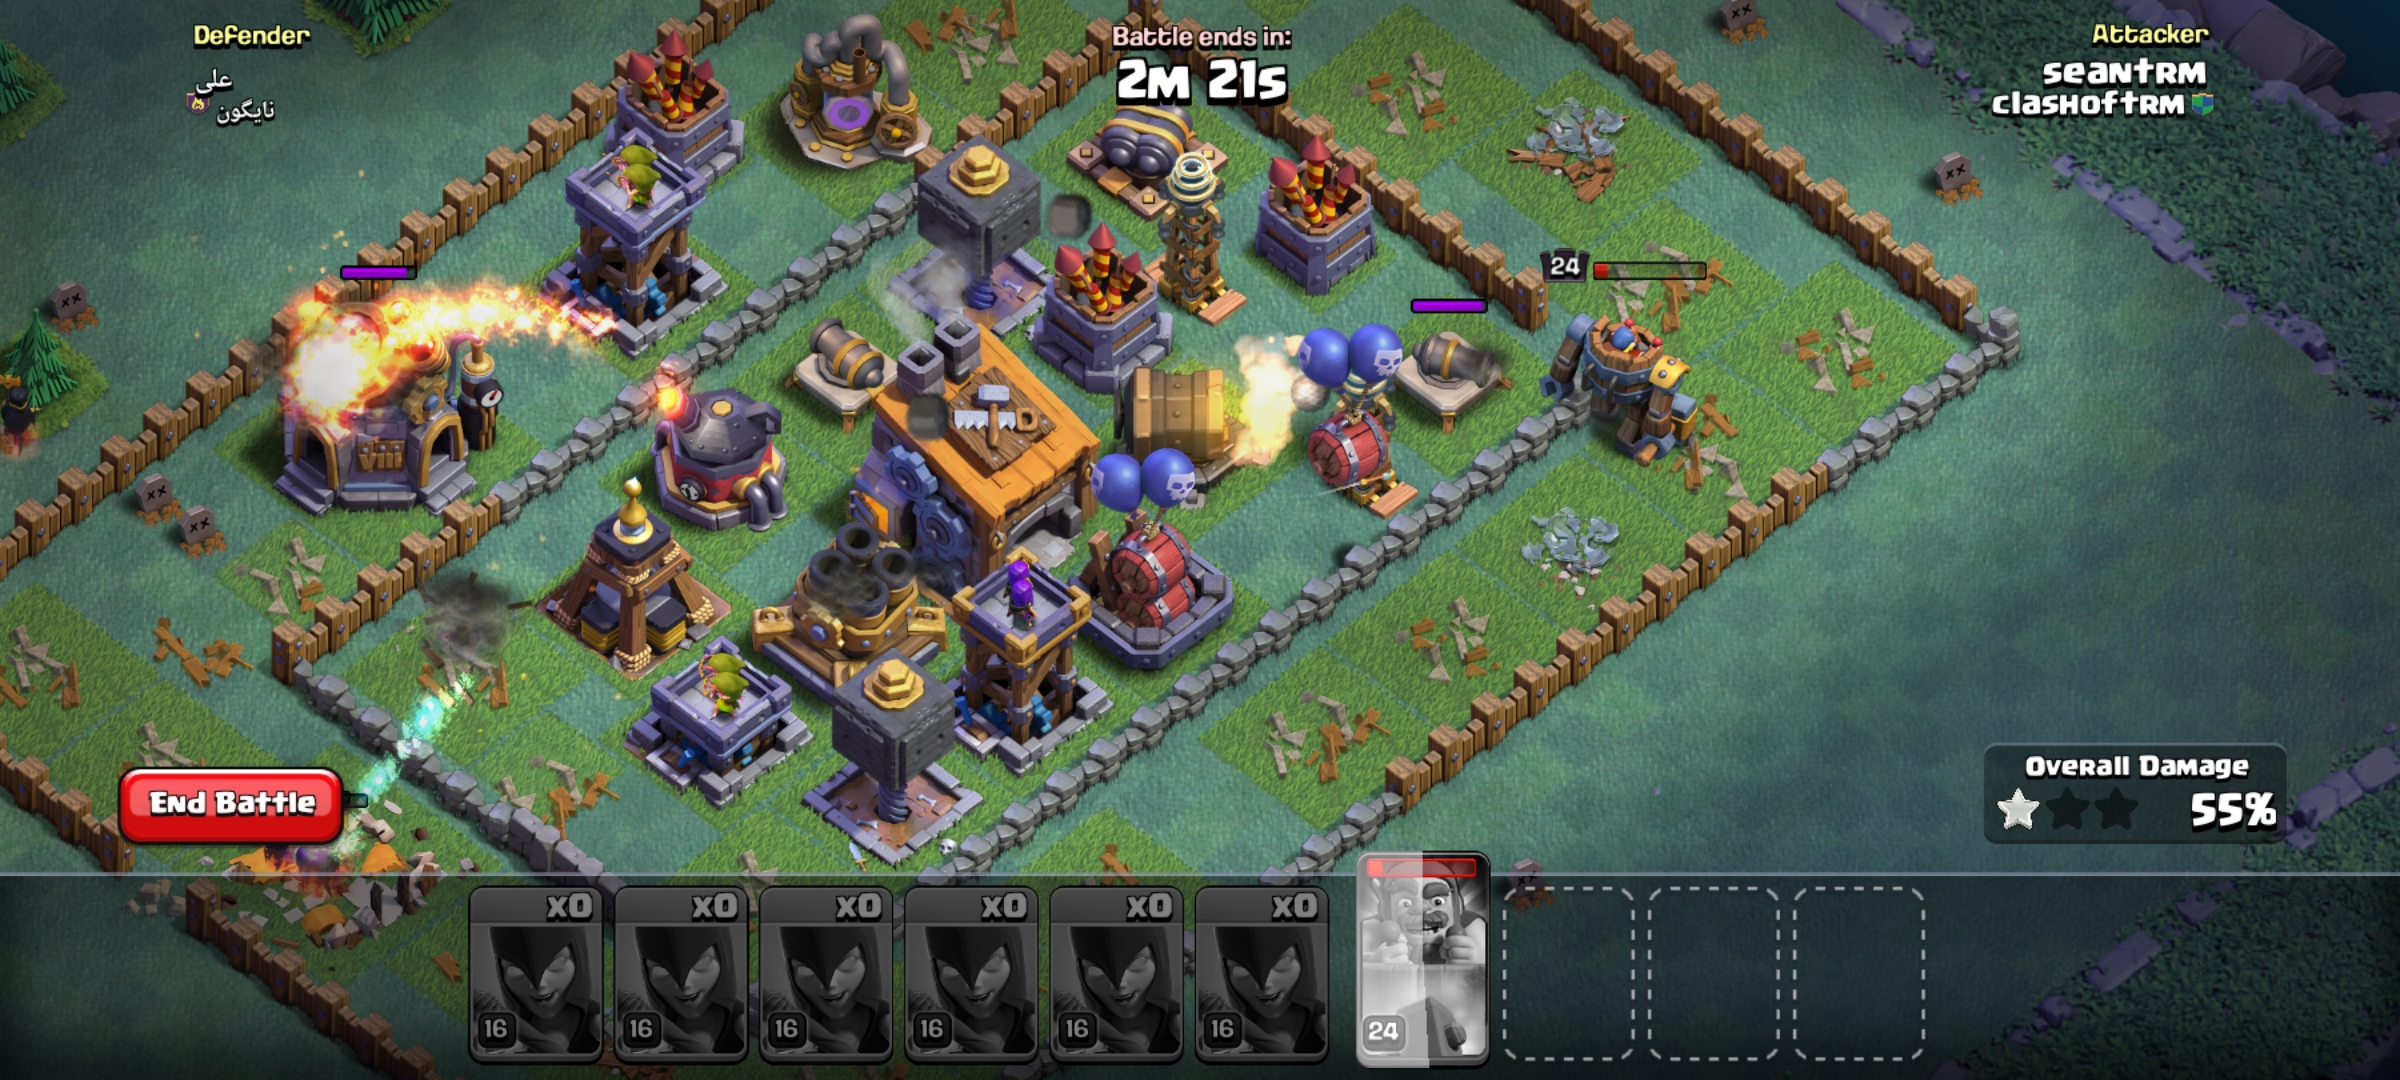 Defender
علی
نایگون
Battle ends in:
2M 21s
Attacker
seantRM
clashoftRM
24
VIII
End Battle
Overall Damage
55%
x0
x0
x0
x0
x0
x0
16
16
16
16
16
16
24